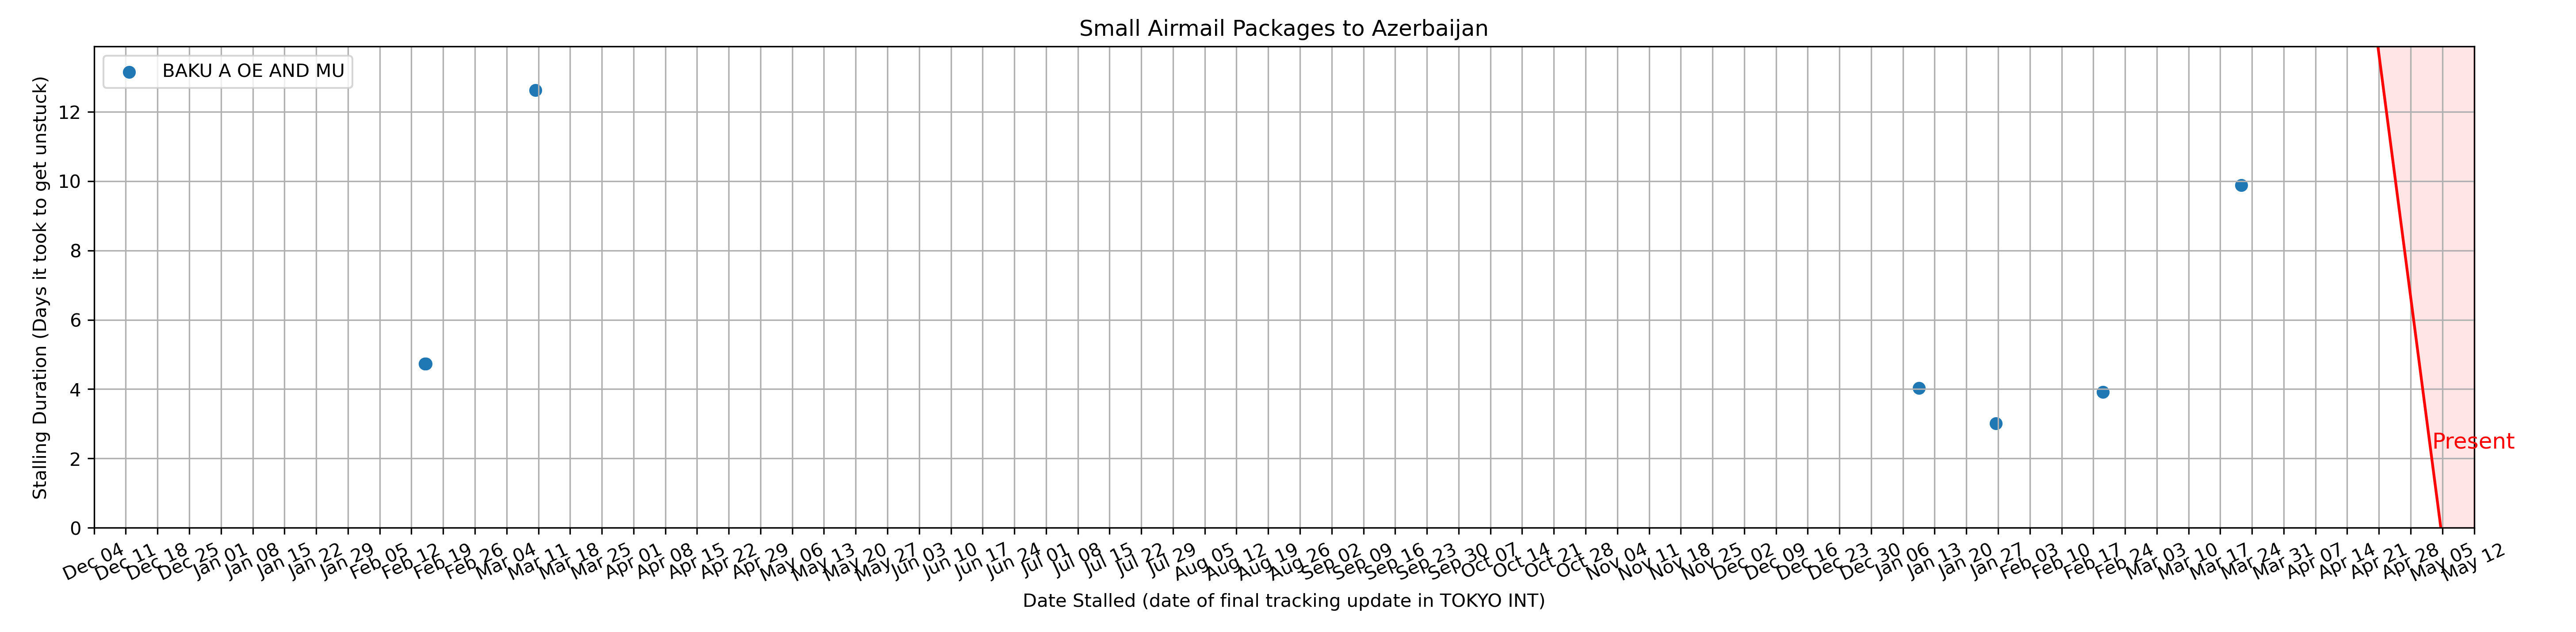 Small Airmail Packages to Azerbaijan
BAKU A OE AND MU
Stalling Duration (Days it took to get unstuck)
12
10
8
6
4
2
0
Present
Dec 04
Dec 11
Dec 18
Dec 25
Jan 01
Jan 08
Jan 15
Jan 22
Jan 29
Feb 05
Feb 12
Feb 19
Feb 26
Mar 04
Mar 11
Mar 18
Mar 25
Apr 01
Apr 08
Apr 15
Apr 22
Apr 29
May 06
May 13
May 20
May 27
Jun 03
Jun 10
Jun 17
Jun 24
Jul 01
Jul 08
Jul 15
Jul 22
Jul 29
Aug 05
Aug 12
Aug 19
Aug 26
Sep 02
Sep 09
Sep 16
Sep 23
Sep 30
Oct 07
Oct 14
Oct 21
Oct 28
Nov 04
Nov 11
Nov 18
Nov 25
Dec 02
Dec 09
Dec 16
Dec 23
Dec 30
Jan 06
Jan 13
Jan 20
Jan 27
Feb 03
Feb 10
Feb 17
Feb 24
Mar 03
Mar 10
Mar 17
Mar 24
Mar 31
Apr 07
Apr 14
Apr 21
Apr 28
May 05
May 12
Date Stalled (date of final tracking update in TOKYO INT)